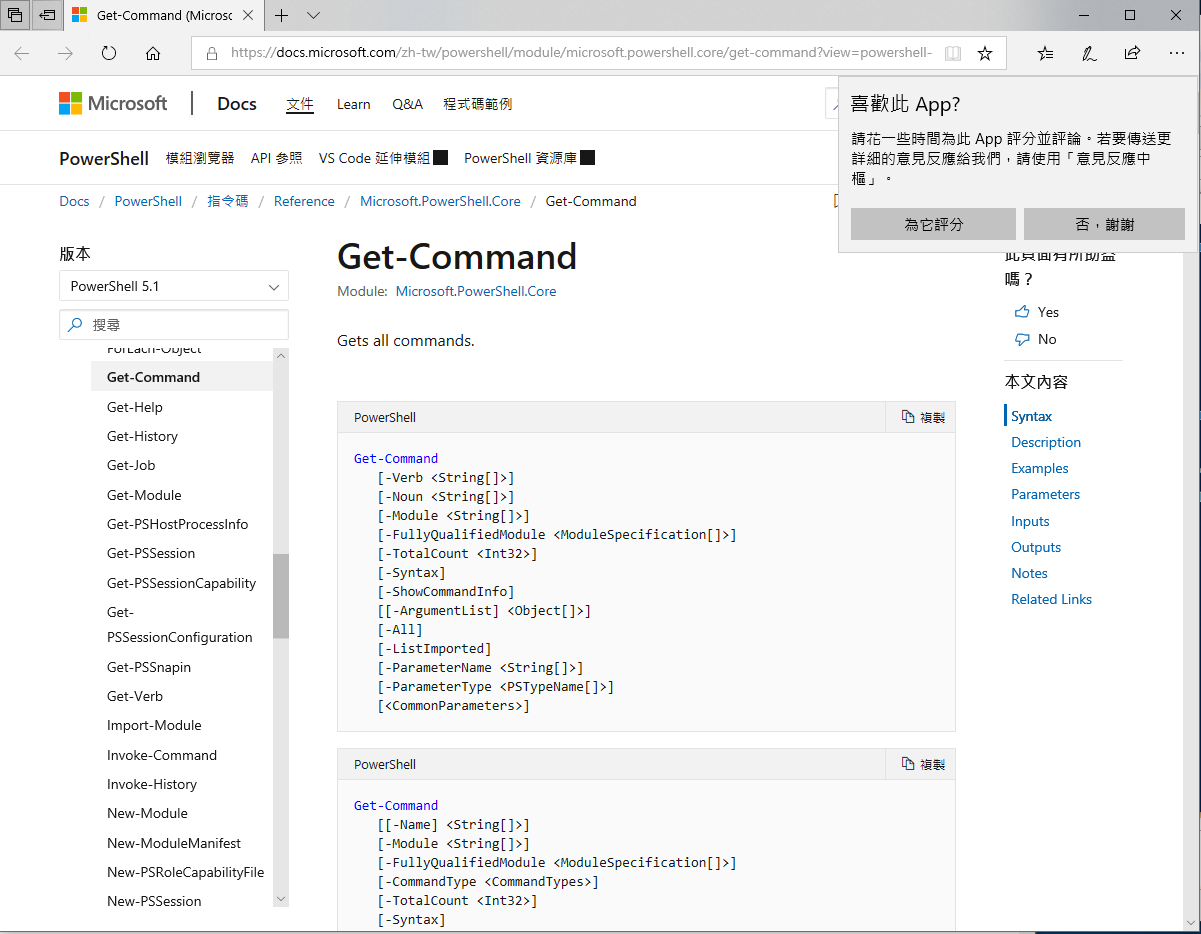 Get-Command (Microsc
https://docs.microsoft.com/zh-tw/powershell/module/microsoft.powershell.core/get-command?view=powershell-
Microsoft
Docs 文件 Learn Q&A 程式碼範例
喜歡此 App?
請花一些時間為此 App 評分並評論。若要傳送更
詳細的意見反應給我們，請使用「意見反應中
樞」。
為它評分 否，謝謝
PowerShell 模組瀏覽器 API 參照 VS Code 延伸模組 PowerShell 資源庫
Docs / PowerShell / 指令碼 / Reference / Microsoft.PowerShell.Core / Get-Command
版本
PowerShell 5.1
搜尋
ForEach-Object
Get-Command
Get-Help
Get-History
Get-Job
Get-Module
Get-PSHostProcessInfo
Get-PSSession
Get-PSSessionCapability
Get-
PSSessionConfiguration
Get-PSSnapin
Get-Verb
Import-Module
Invoke-Command
Invoke-History
New-Module
New-ModuleManifest
New-PSRoleCapabilityFile
New-PSSession
Get-Command
Module: Microsoft.PowerShell.Core
Gets all commands.
PowerShell 複製
Get-Command
[-Verb <String[]>]
[-Noun <String[]>]
[-Module <String[]>]
[-FullyQualifiedModule <ModuleSpecification[]>]
[-TotalCount <Int32>]
[-Syntax]
[-ShowCommandInfo]
[[-ArgumentList] <Object[]>]
[-All]
[-ListImported]
[-ParameterName <String[]>]
[-ParameterType <PSTypeName[]>]
[<CommonParameters>]
PowerShell 複製
Get-Command
[[-Name] <String[]>]
[-Module <String[]>]
[-FullyQualifiedModule <ModuleSpecification[]>]
[-CommandType <CommandTypes>]
[-TotalCount <Int32>]
[-Syntax]
此頁面有所助益
嗎？
Yes
No
本文內容
Syntax
Description
Examples
Parameters
Inputs
Outputs
Notes
Related Links